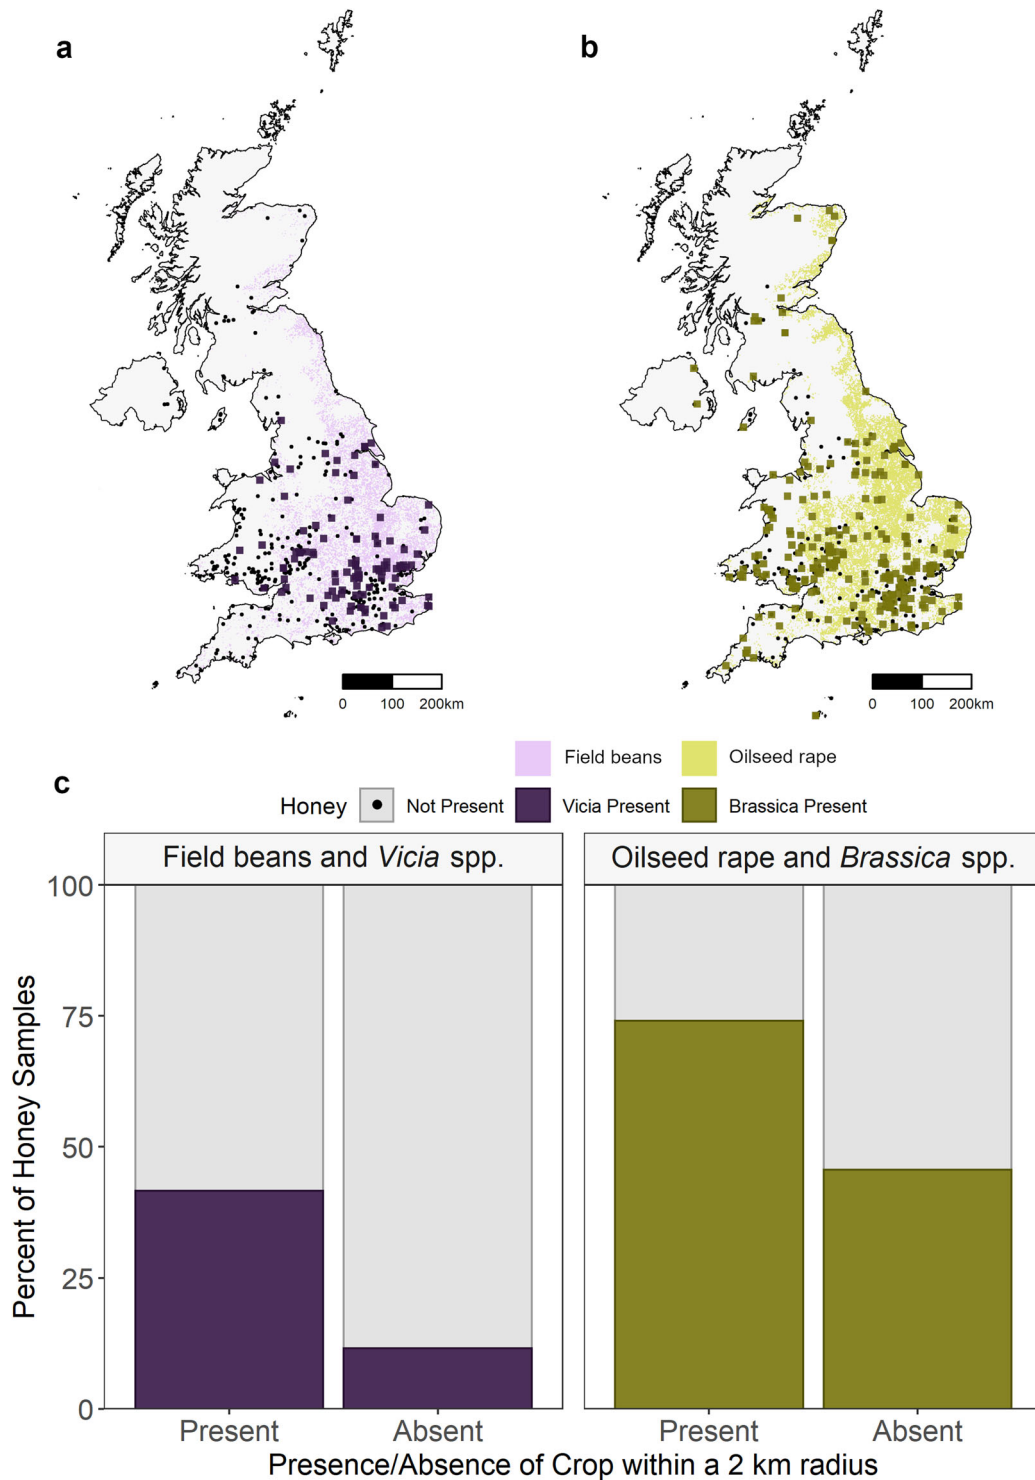 a
b
0 100 200km
0 100 200km
Field beans Oilseed rape
c
Honey Not Present Vicia Present Brassica Present
Field beans and Vicia spp.
Oilseed rape and Brassica spp.
Percent of Honey Samples
100
75
50
25
0
Present Absent Present Absent
Presence/Absence of Crop within a 2 km radius